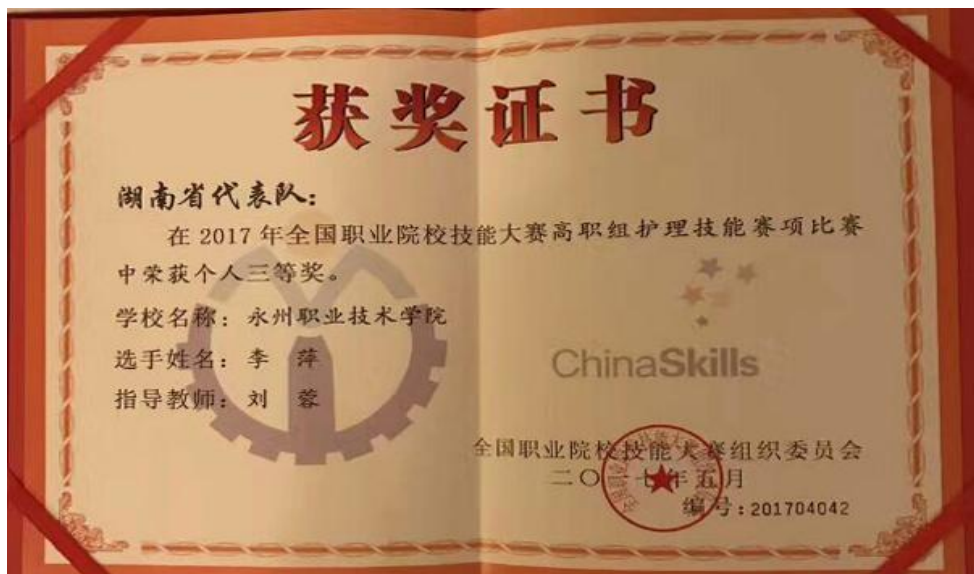 获奖证书
湖南省代表队：
在 2017 年全国职业院校技能大赛高职组护理技能赛项比赛
中荣获个人三等奖。
学校名称：永州职业技术学院
选手姓名：李 萍
指导教师：刘 蓉
ChinaSkills
全国职业院校技能大赛组织委员会
二〇一七年五月
编号：201704042